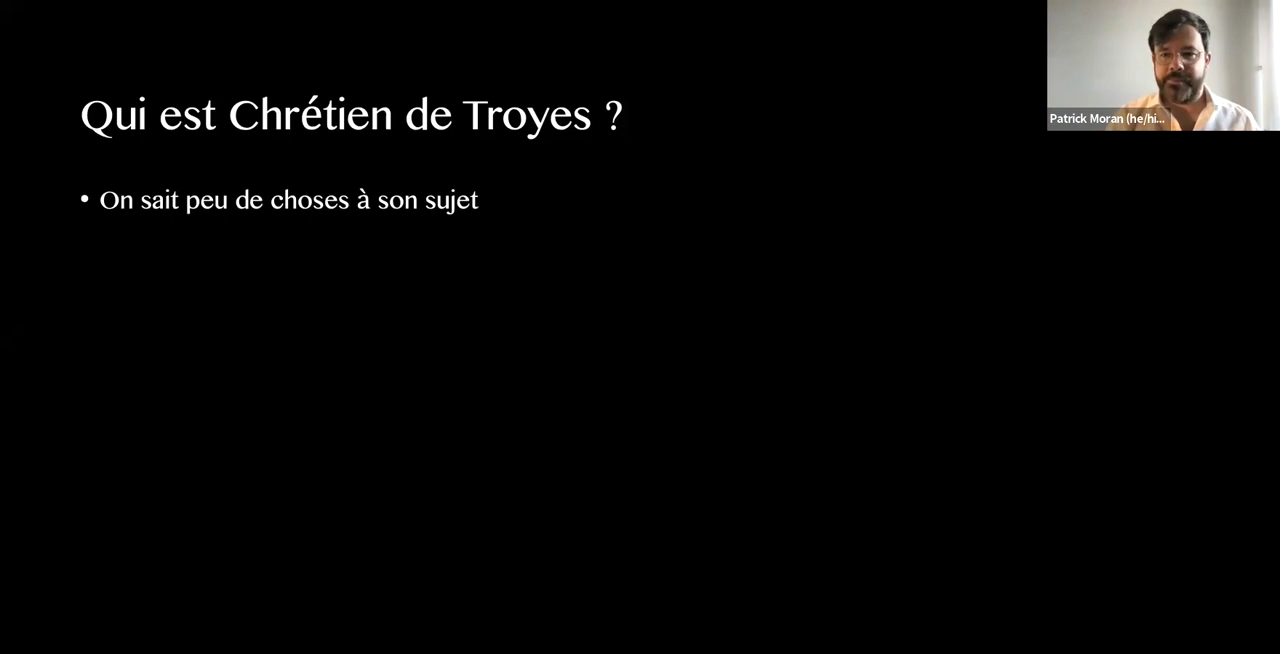 Qui est Chrétien de Troyes ?
• On sait peu de choses à son sujet
Patrick Moran (he/hi...